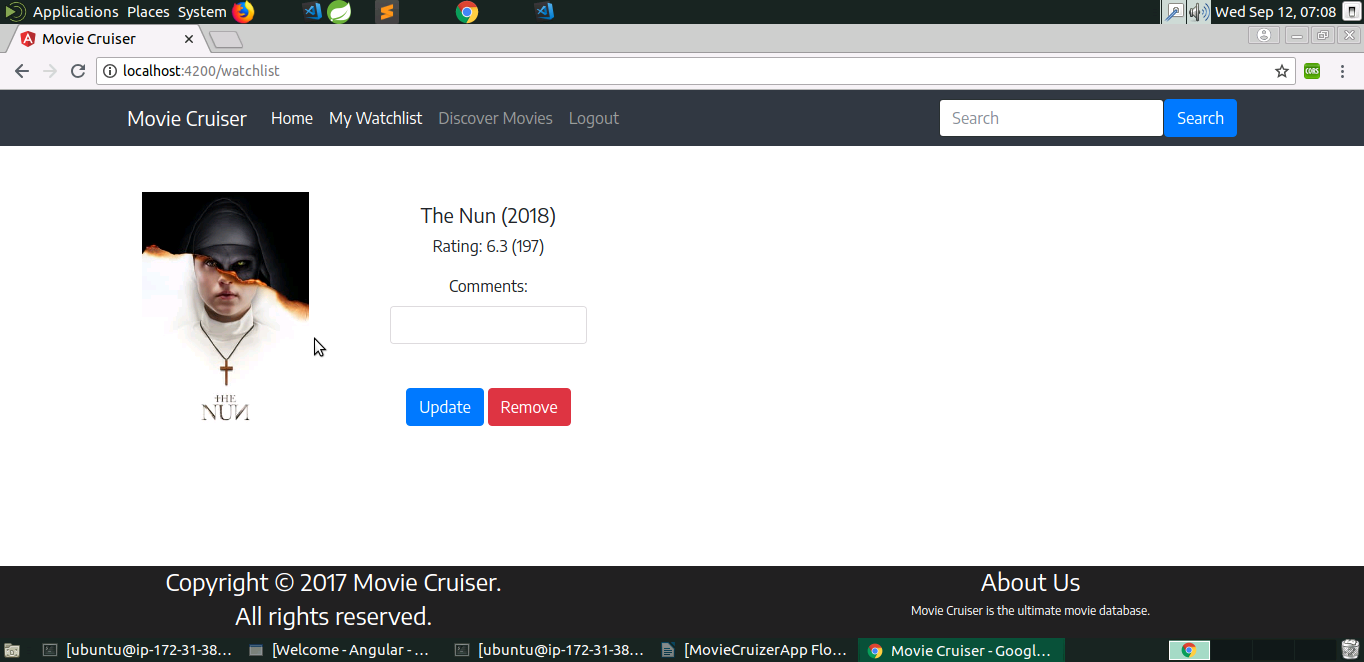 Applications Places System Wed Sep 12, 07:08
Movie Cruiser
localhost:4200/watchlist
CORS
Movie Cruiser Home My Watchlist Discover Movies Logout Search Search
The Nun (2018)
Rating: 6.3 (197)
Comments:
THE
NUN
Update Remove
Copyright © 2017 Movie Cruiser.
All rights reserved.
About Us
Movie Cruiser is the ultimate movie database.
[ubuntu@ip-172-31-38... [Welcome - Angular - ... [ubuntu@ip-172-31-38... [MovieCruizerApp Flo... Movie Cruiser - Googl...